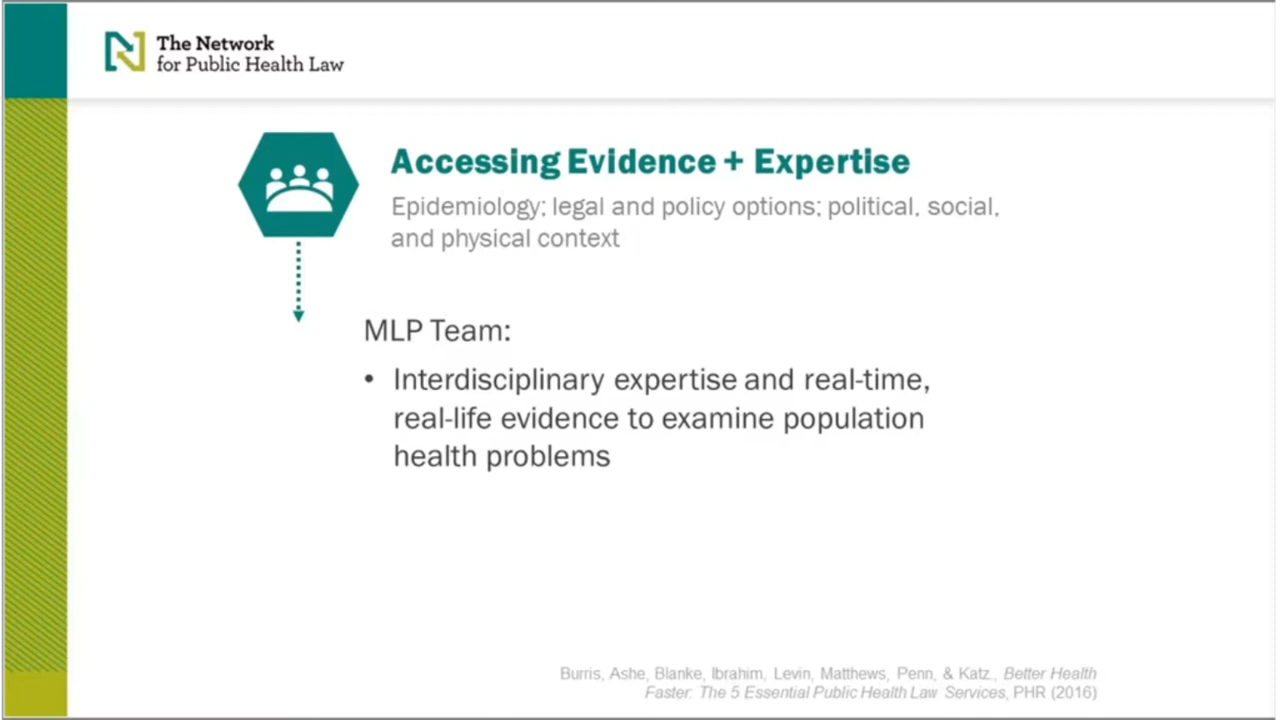 The Network
for Public Health Law
Accessing Evidence + Expertise
Epidemiology; legal and policy options; political, social,
and physical context
MLP Team:
• Interdisciplinary expertise and real-time,
real-life evidence to examine population
health problems
Burris, Ashe, Blanke, Ibrahim, Levin, Matthews, Penn, & Katz., Better Health
Faster: The 5 Essential Public Health Law Services, PHR (2016)